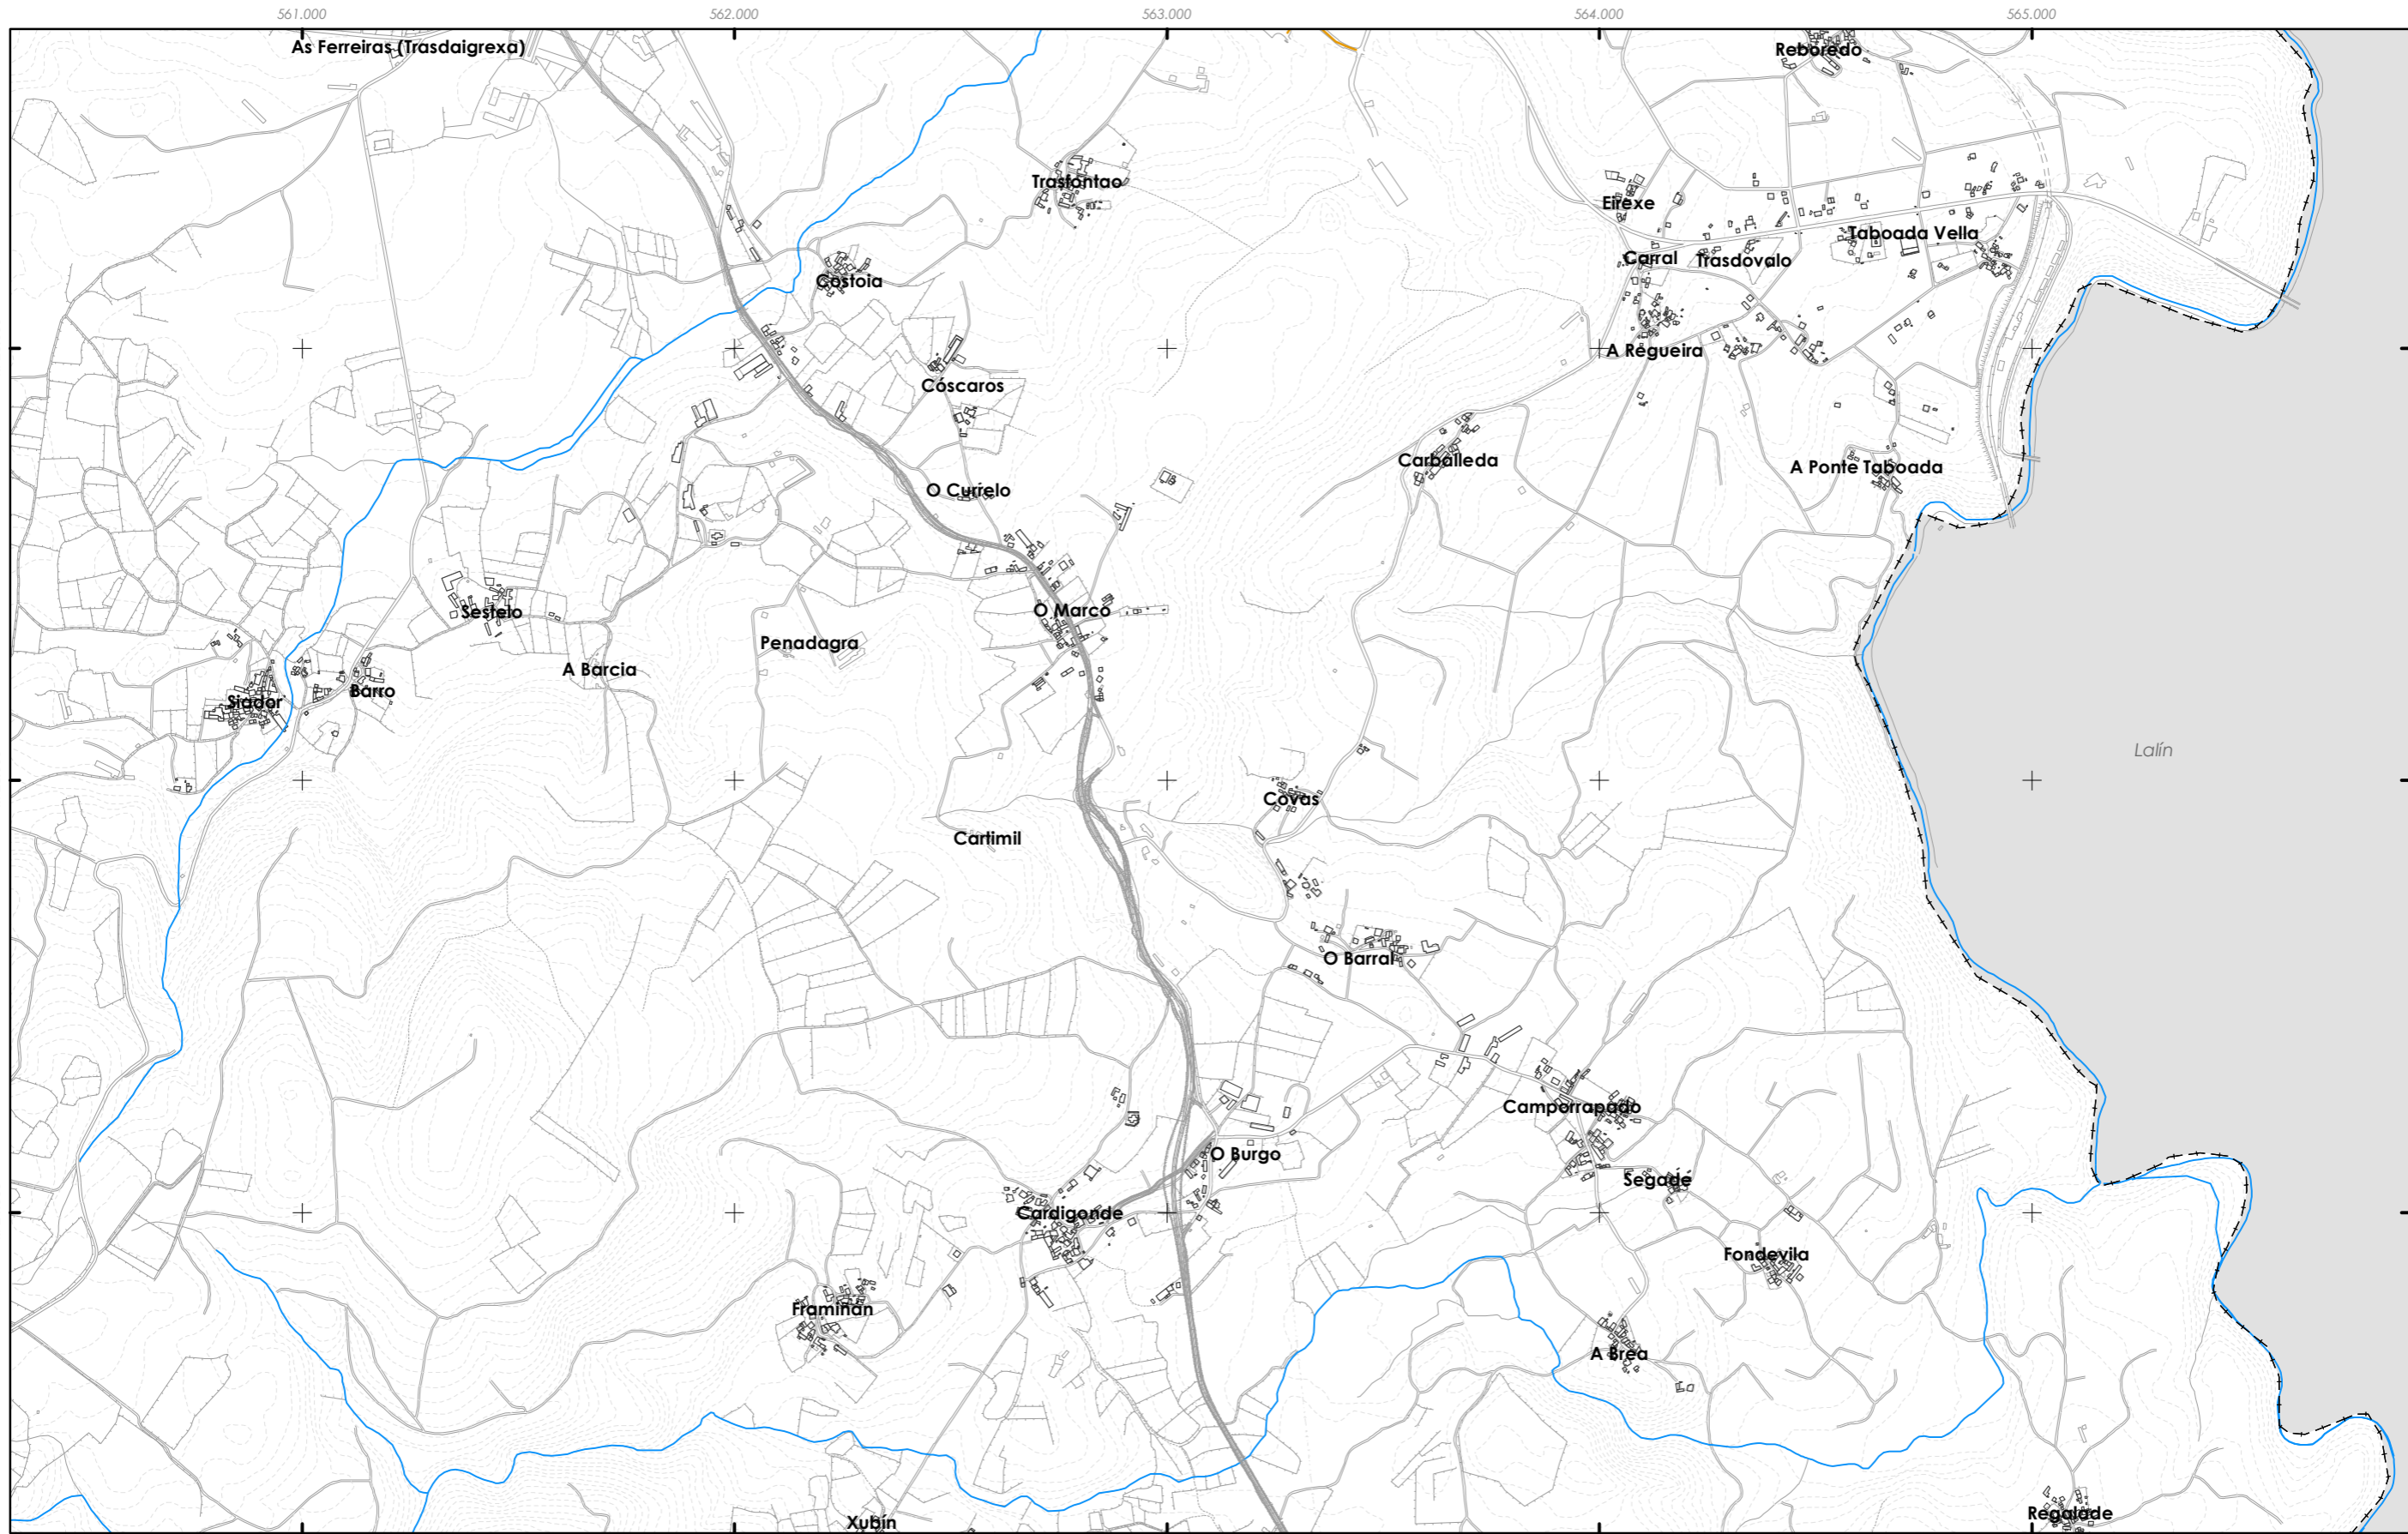 561.000
562.000
563.000
564.000
565.000
As Ferreiras (Trasdaigrexa)
Reboredo
Trasfontao
Eirexe
Taboada Vella
Carral
Trasdovalo
Costoia
A Regueira
Cóscaros
Carballeda
A Ponte Taboada
O Currelo
Sestelo
O Marco
Penadagra
A Barcia
Barro
Siador
Lalín
Covas
Cartimil
O Barral
Camporrapado
O Burgo
Segade
Cardigonde
Fondevila
Framiñán
A Brea
Regalade
Xubín